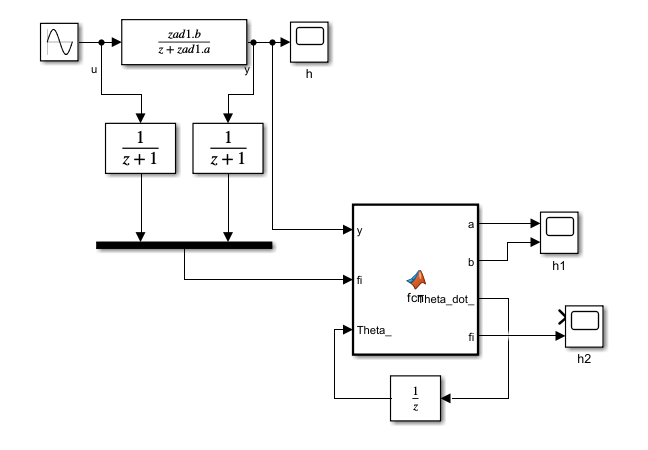 zad1.b
z + zad1.a
u
y
h
1
z + 1
1
z + 1
y
fi
Theta_
fcn
a
b
Theta_dot_
fi
h1
h2
1
z